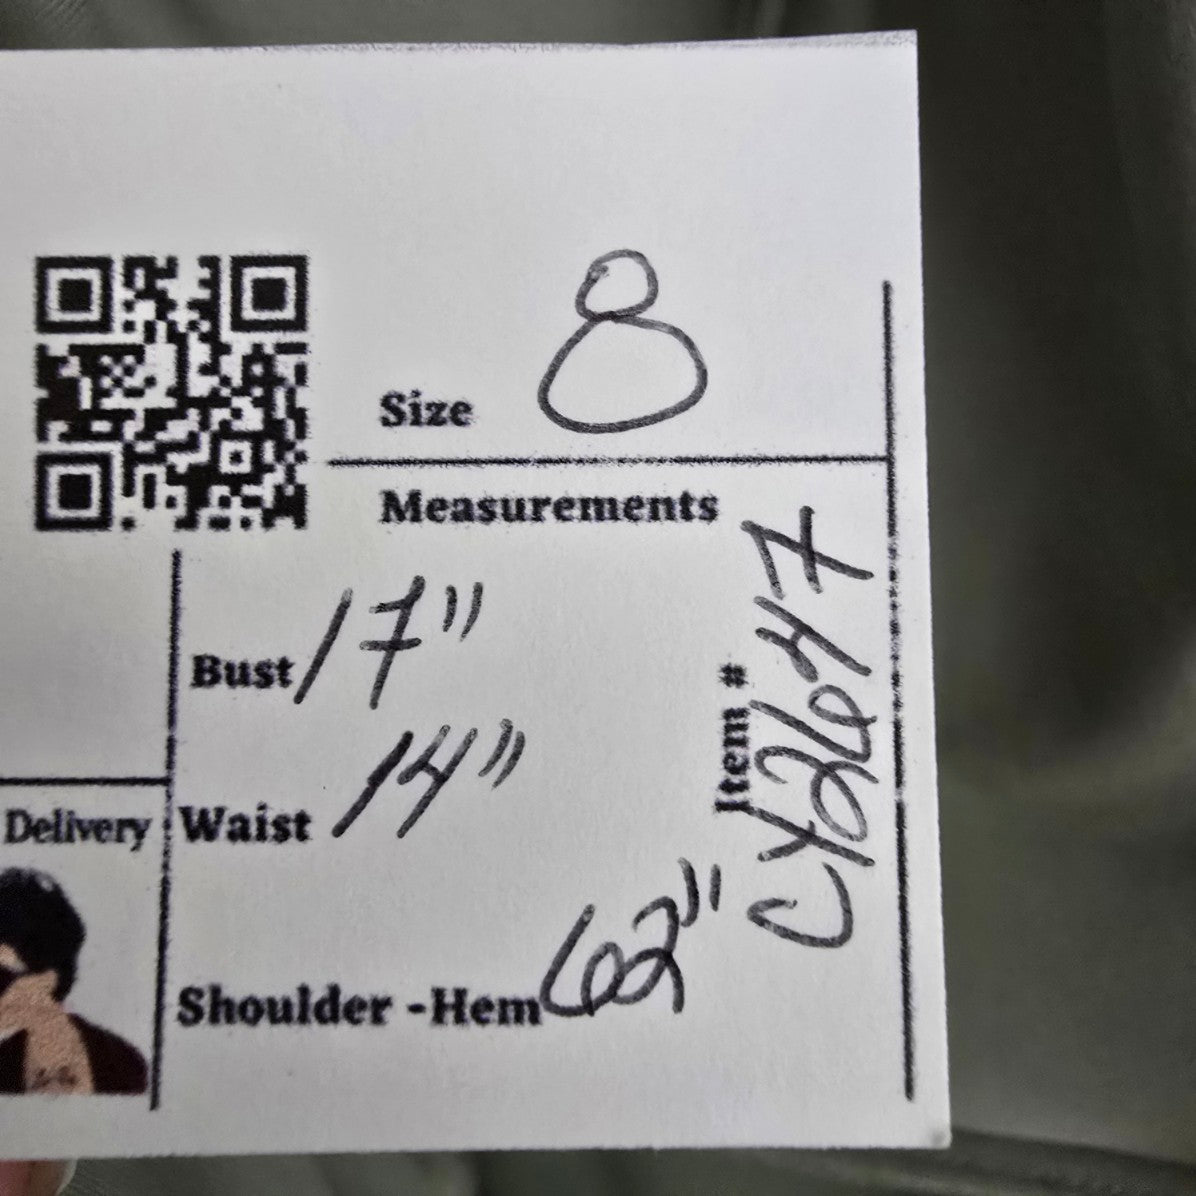 Size 8
Measurements
Bust 17"
Waist 14"
Shoulder -Hem 62"
Item # CY2647
Delivery